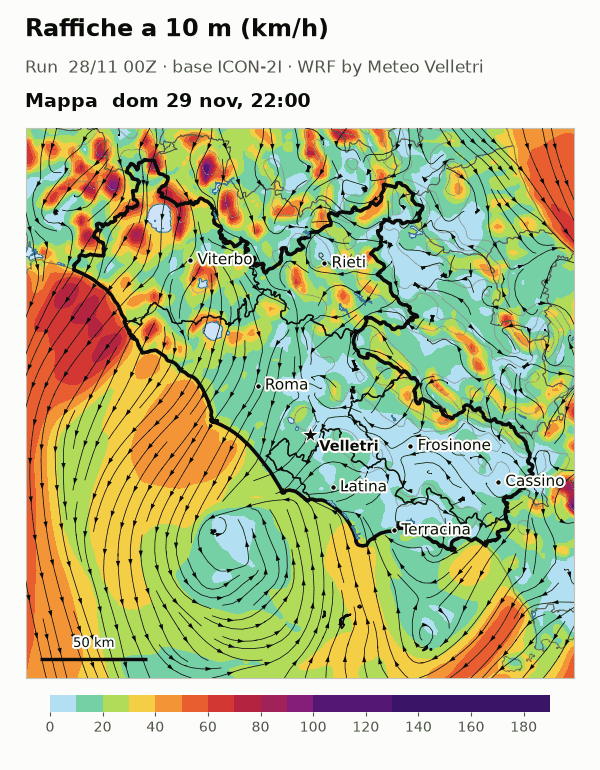 Raffiche a 10 m (km/h)
Run  28/11 00Z · base ICON-2I · WRF by Meteo Velletri
Mappa  dom 29 nov, 22:00
Viterbo
Rieti
Roma
Velletri
Frosinone
Latina
Cassino
Terracina
50 km
0 20 40 60 80 100 120 140 160 180